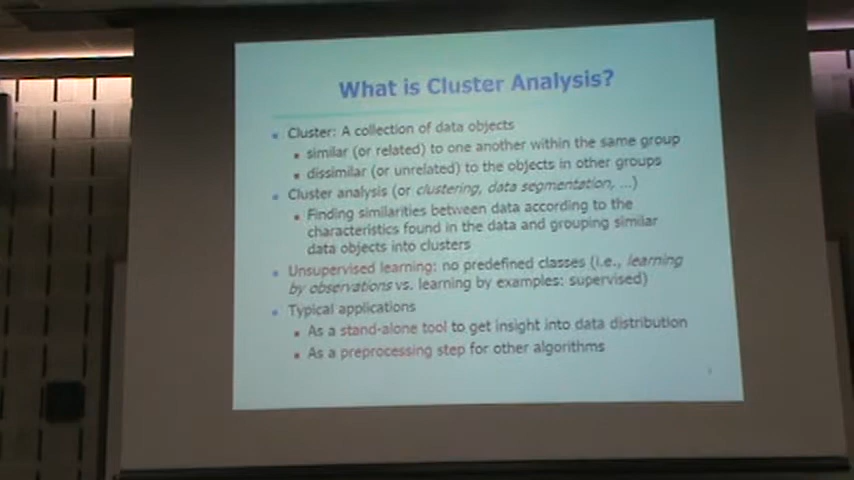 What is Cluster Analysis?
Cluster: A collection of data objects
similar (or related) to one another within the same group
dissimilar (or unrelated) to the objects in other groups
Cluster analysis (or clustering, data segmentation, ...)
Finding similarities between data according to the
characteristics found in the data and grouping similar
data objects into clusters
Unsupervised learning: no predefined classes (i.e., learning
by observations vs. learning by examples: supervised)
Typical applications
As a stand-alone tool to get insight into data distribution
As a preprocessing step for other algorithms